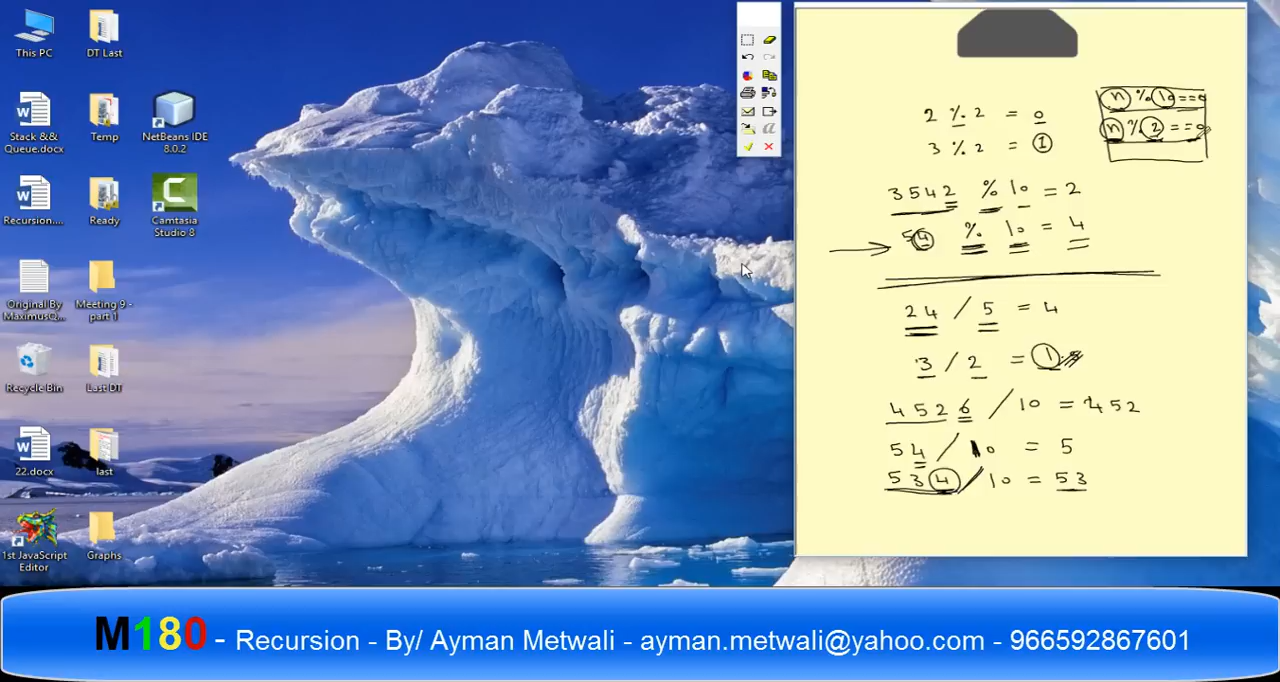 This PC
DT Last
Stack &&
Queue.docx
Temp
NetBeans IDE
8.0.2
Recursion....
Ready
Camtasia
Studio 8
Original By
MaximusQ...
Meeting 9 -
part 1
Recycle Bin
Last DT
22.docx
last
1st JavaScript
Editor
Graphs
2 % 2 = 0
3 % 2 = 1
n % 10 == 0
n % 2 == 0
3542 % 10 = 2
54 % 10 = 4
24 / 5 = 4
3 / 2 = 1
4526 / 10 = 452
54 / 10 = 5
534 / 10 = 53
M180 - Recursion - By/ Ayman Metwali - ayman.metwali@yahoo.com - 966592867601